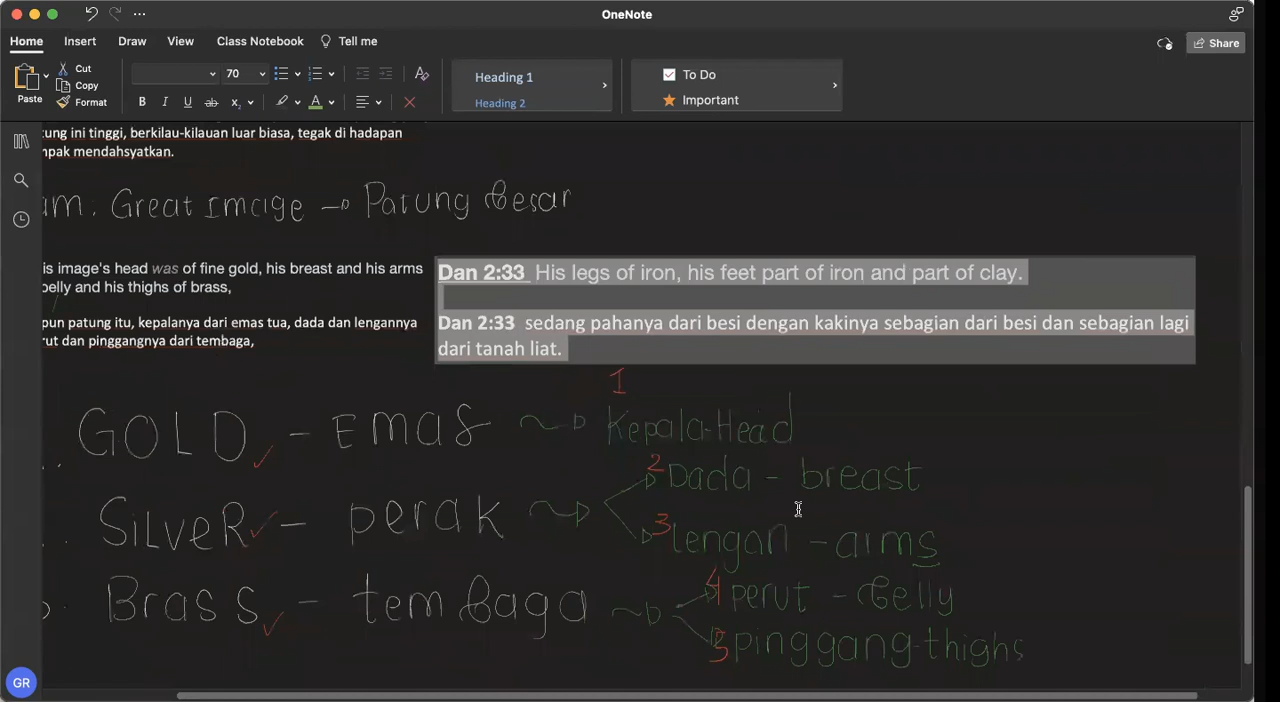 OneNote
Home Insert Draw View Class Notebook Tell me
Share
Paste
Cut
Copy
Format
70
B I U ab x A
Heading 1
Heading 2
To Do
Important
tung ini tinggi, berkilau-kilauan luar biasa, tegak di hadapan
mpak mendahsyatkan.
am: Great Image → Patung Besar
is image's head was of fine gold, his breast and his arms
belly and his thighs of brass,
pun patung itu, kepalanya dari emas tua, dada dan lengannya
rut dan pinggangnya dari tembaga,
Dan 2:33 His legs of iron, his feet part of iron and part of clay.
Dan 2:33 sedang pahanya dari besi dengan kakinya sebagian dari besi dan sebagian lagi
dari tanah liat.
1
GOLD - EMAS Kepala-Head
2 Dada - breast
SilveR - perak
3 lengan - arms
4 perut - Belly
Brass - tembaga
5 pinggang-thighs
GR